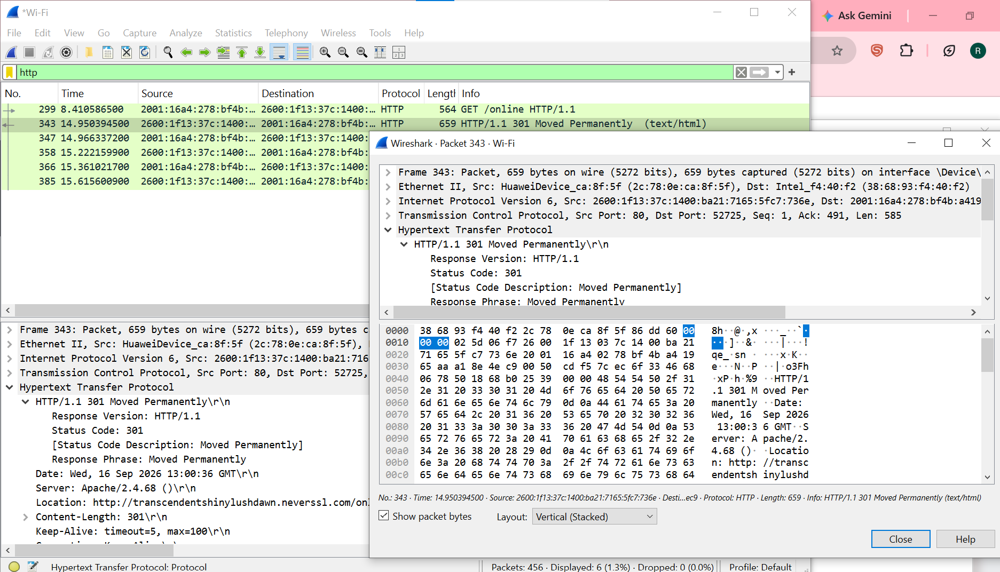 *Wi-Fi
Ask Gemini
File Edit View Go Capture Analyze Statistics Telephony Wireless Tools Help
R
http
No. Time Source Destination Protocol Length Info
299 8.410586500 2001:16a4:278:bf4b:… 2600:1f13:37c:1400:… HTTP 564 GET /online HTTP/1.1
343 14.950394500 2600:1f13:37c:1400:… 2001:16a4:278:bf4b:… HTTP 659 HTTP/1.1 301 Moved Permanently (text/html)
347 14.966337200 2001:16a4:278:bf4b:… 2600:1f13:37c:1400:
358 15.222159900 2600:1f13:37c:1400:… 2001:16a4:278:bf4b:
366 15.361021700 2001:16a4:278:bf4b:… 2600:1f13:37c:1400:
385 15.615600900 2600:1f13:37c:1400:… 2001:16a4:278:bf4b:
Frame 343: Packet, 659 bytes on wire (5272 bits), 659 bytes c
Ethernet II, Src: HuaweiDevice_ca:8f:5f (2c:78:0e:ca:8f:5f),
Internet Protocol Version 6, Src: 2600:1f13:37c:1400:ba21:716
Transmission Control Protocol, Src Port: 80, Dst Port: 52725,
Hypertext Transfer Protocol
HTTP/1.1 301 Moved Permanently\r\n
Response Version: HTTP/1.1
Status Code: 301
[Status Code Description: Moved Permanently]
Response Phrase: Moved Permanently
Date: Wed, 16 Sep 2026 13:00:36 GMT\r\n
Server: Apache/2.4.68 ()\r\n
Location: http://transcendentshinylushdawn.neverssl.com/onl
Content-Length: 301\r\n
Keep-Alive: timeout=5, max=100\r\n
Hypertext Transfer Protocol: Protocol
Packets: 456 · Displayed: 6 (1.3%) · Dropped: 0 (0.0%)
Profile: Default
Wireshark · Packet 343 · Wi-Fi
Frame 343: Packet, 659 bytes on wire (5272 bits), 659 bytes captured (5272 bits) on interface \Device\
Ethernet II, Src: HuaweiDevice_ca:8f:5f (2c:78:0e:ca:8f:5f), Dst: Intel_f4:40:f2 (38:68:93:f4:40:f2)
Internet Protocol Version 6, Src: 2600:1f13:37c:1400:ba21:7165:5fc7:736e, Dst: 2001:16a4:278:bf4b:a419
Transmission Control Protocol, Src Port: 80, Dst Port: 52725, Seq: 1, Ack: 491, Len: 585
Hypertext Transfer Protocol
HTTP/1.1 301 Moved Permanently\r\n
Response Version: HTTP/1.1
Status Code: 301
[Status Code Description: Moved Permanently]
Response Phrase: Moved Permanently
0000 38 68 93 f4 40 f2 2c 78 0e ca 8f 5f 86 dd 60 00 8h··@·,x ···_··`·
0010 00 00 02 5d 06 f7 26 00 1f 13 03 7c 14 00 ba 21 ···]··&· ···|···!
0020 71 65 5f c7 73 6e 20 01 16 a4 02 78 bf 4b a4 19 qe_·sn · ···x·K··
0030 65 aa a1 8e 4e c9 00 50 cd f5 7c ec 6f 33 46 68 e···N··P ··|·o3Fh
0040 06 78 50 18 68 b0 25 39 00 00 48 54 54 50 2f 31 ·xP·h·%9 ··HTTP/1
0050 2e 31 20 33 30 31 20 4d 6f 76 65 64 20 50 65 72 .1 301 M oved Per
0060 6d 61 6e 65 6e 74 6c 79 0d 0a 44 61 74 65 3a 20 manently ··Date:
0070 57 65 64 2c 20 31 36 20 53 65 70 20 32 30 32 36 Wed, 16 Sep 2026
0080 20 31 33 3a 30 30 3a 33 36 20 47 4d 54 0d 0a 53 13:00:3 6 GMT··S
0090 65 72 76 65 72 3a 20 41 70 61 63 68 65 2f 32 2e erver: A pache/2.
00a0 34 2e 36 38 20 28 29 0d 0a 4c 6f 63 61 74 69 6f 4.68 ()· ·Locatio
00b0 6e 3a 20 68 74 74 70 3a 2f 2f 74 72 61 6e 73 63 n: http: //transc
00c0 65 6e 64 65 6e 74 73 68 69 6e 79 6c 75 73 68 64 endentsh inylushd
No.: 343 · Time: 14.950394500 · Source: 2600:1f13:37c:1400:ba21:7165:5fc7:736e · Desti…ec9 · Protocol: HTTP · Length: 659 · Info: HTTP/1.1 301 Moved Permanently (text/html)
Show packet bytes Layout: Vertical (Stacked)
Close Help